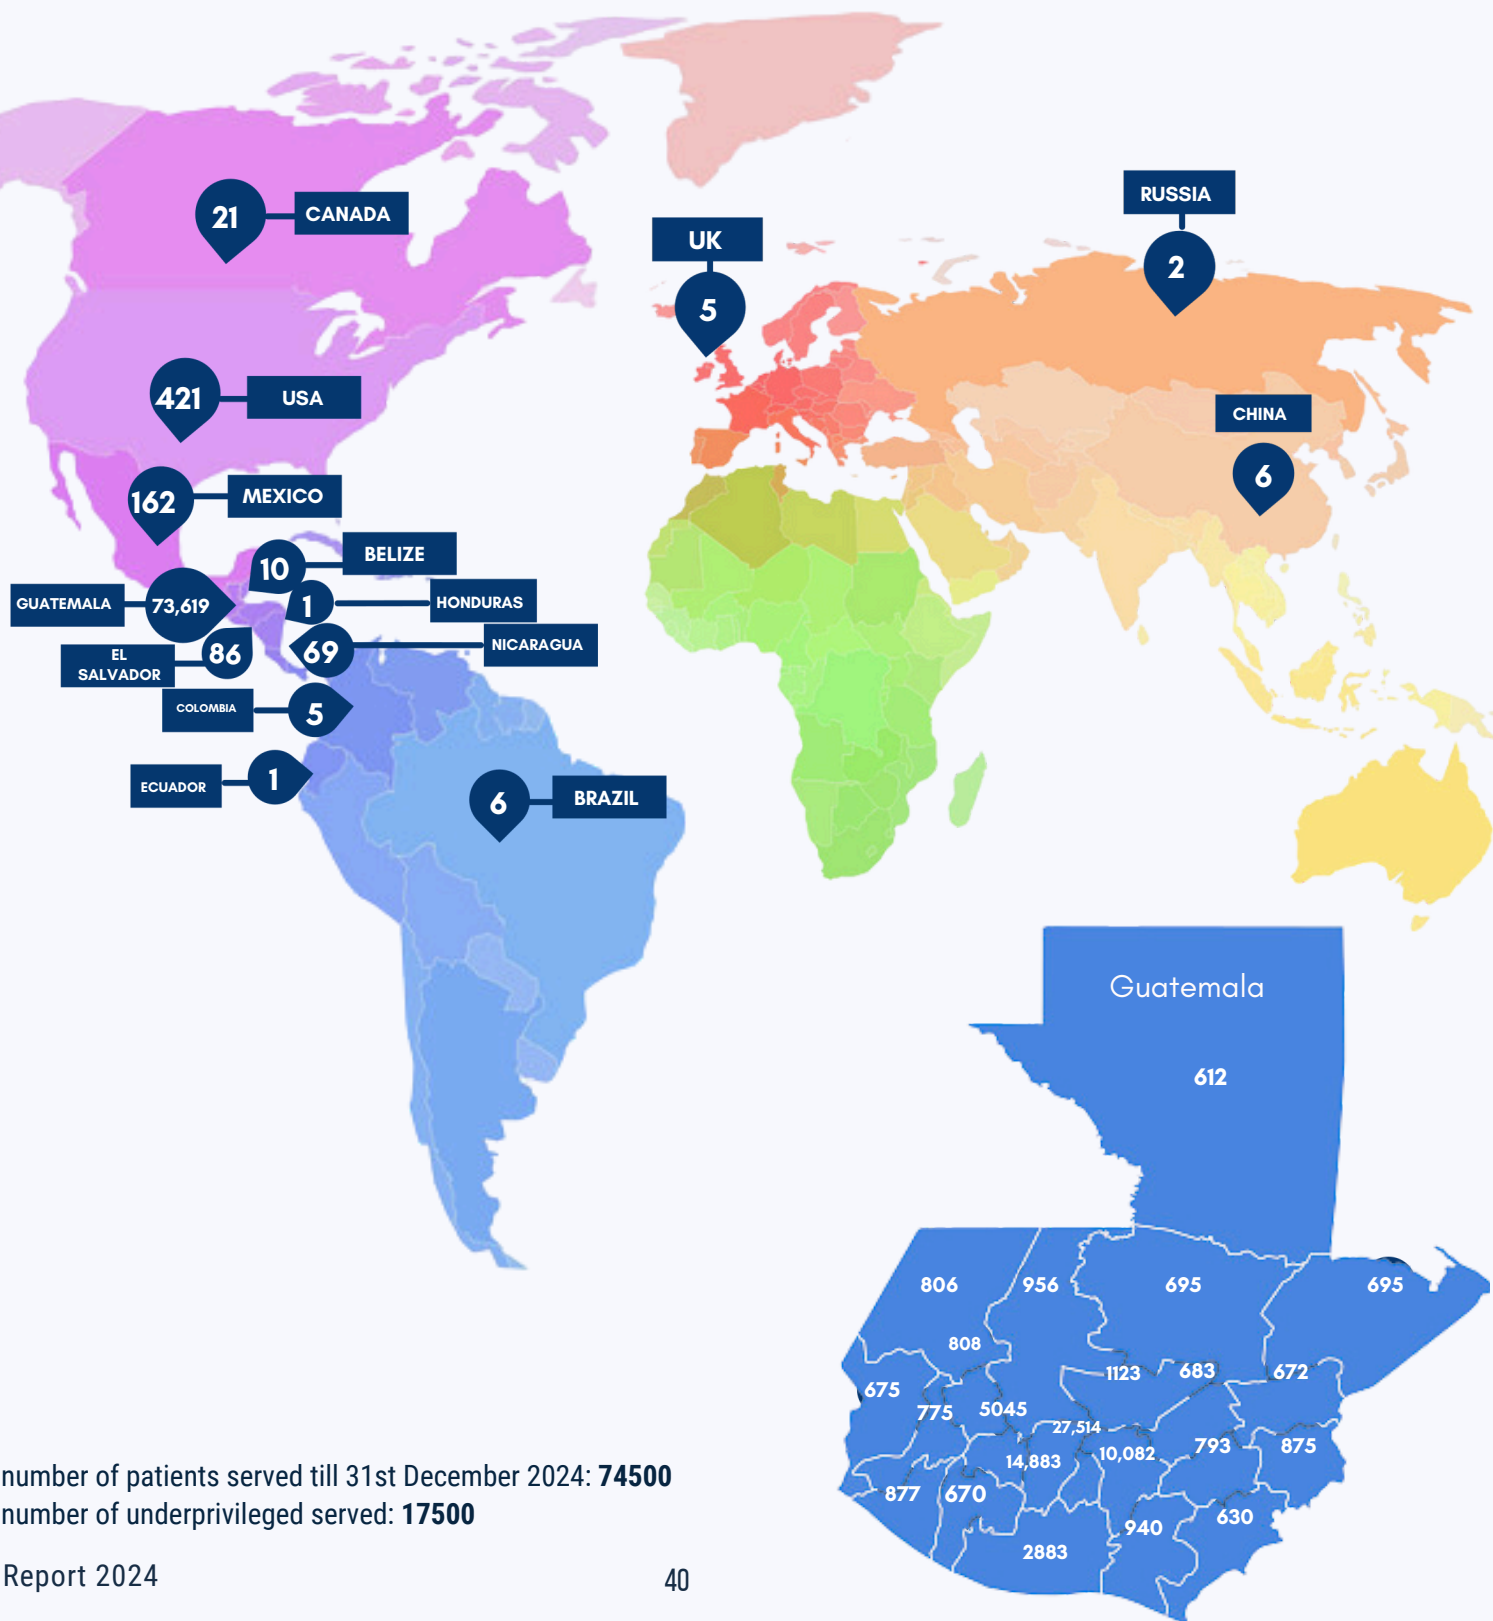 RUSSIA
21
CANADA
UK
2
5
421
USA
CHINA
6
162
MEXICO
10
BELIZE
GUATEMALA
73,619
1
HONDURAS
EL
SALVADOR
86
69
NICARAGUA
COLOMBIA
5
ECUADOR
1
6
BRAZIL
Guatemala
612
806
956
695
695
808
1123
683
672
675
775
5045
27,514
14,883
10,082
793
875
877
670
940
630
2883
number of patients served till 31st December 2024: 74500
number of underprivileged served: 17500
Report 2024
40